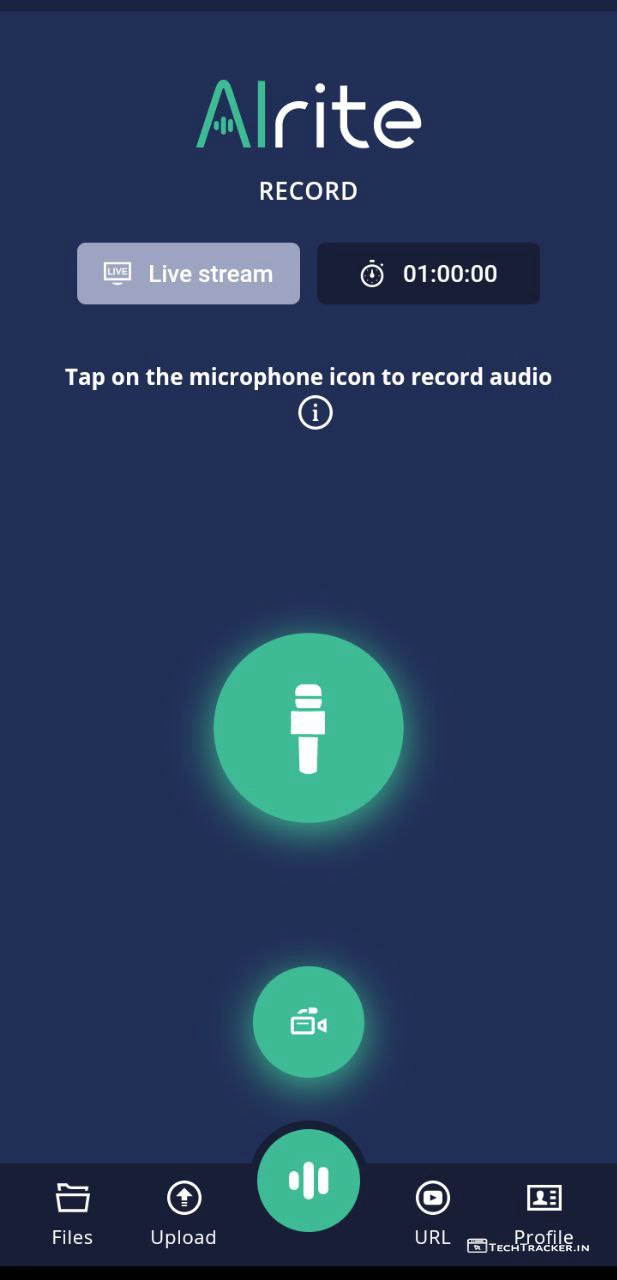 AIrite
RECORD
LIVE Live stream 01:00:00
Tap on the microphone icon to record audio
i
Files Upload URL Profile
TECHTRACKER.IN